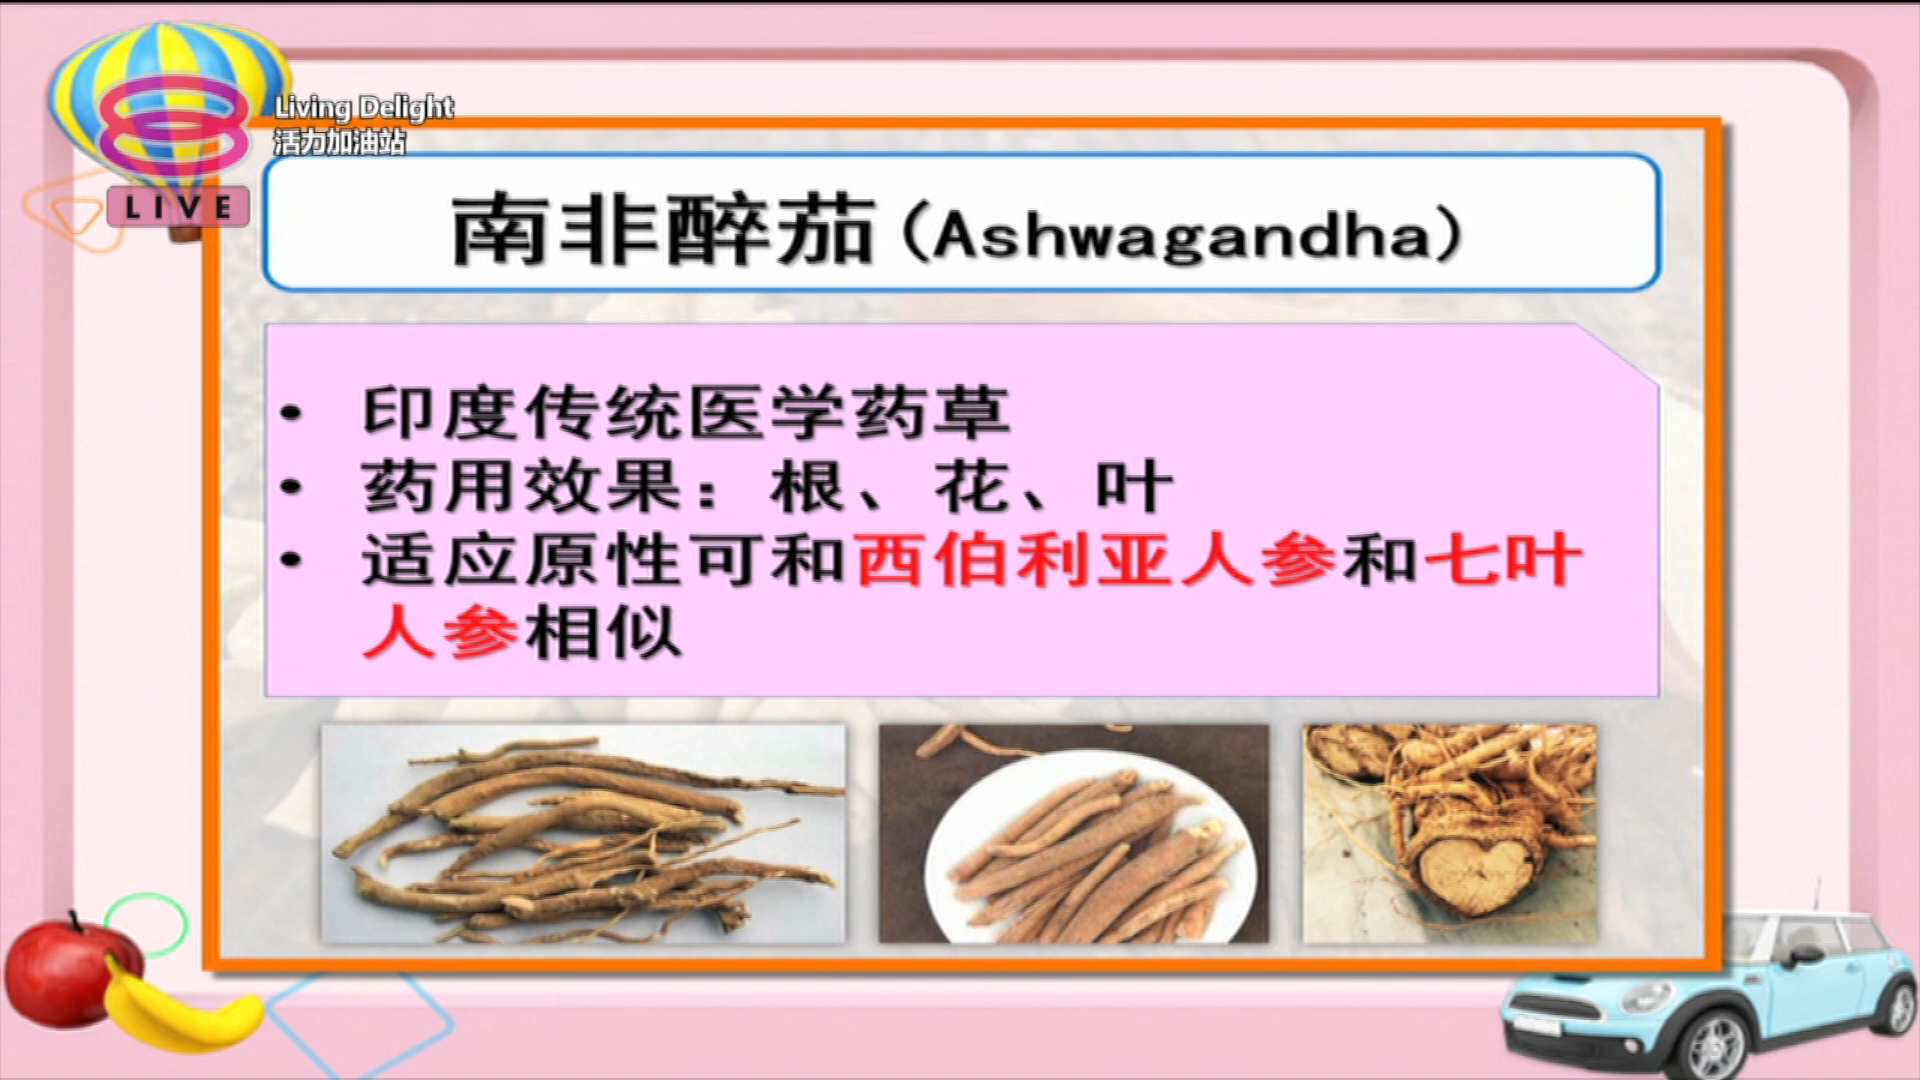 Living Delight
活力加油站
LIVE
南非醉茄(Ashwagandha)
• 印度传统医学药草
• 药用效果：根、花、叶
• 适应原性可和西伯利亚人参和七叶
人参相似